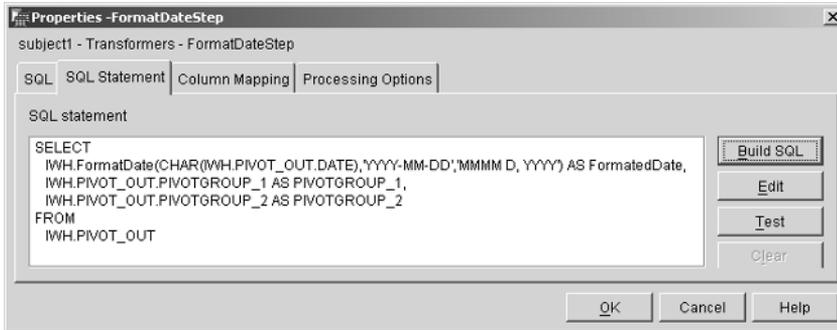 Properties -FormatDateStep
subject1 - Transformers - FormatDateStep
SQL SQL Statement Column Mapping Processing Options
SQL statement
SELECT
IWH.FormatDate(CHAR(IWH.PIVOT_OUT.DATE),'YYYY-MM-DD','MMMM D, YYYY') AS FormatedDate,
IWH.PIVOT_OUT.PIVOTGROUP_1 AS PIVOTGROUP_1,
IWH.PIVOT_OUT.PIVOTGROUP_2 AS PIVOTGROUP_2
FROM
IWH.PIVOT_OUT
Build SQL
Edit
Test
Clear
OK Cancel Help